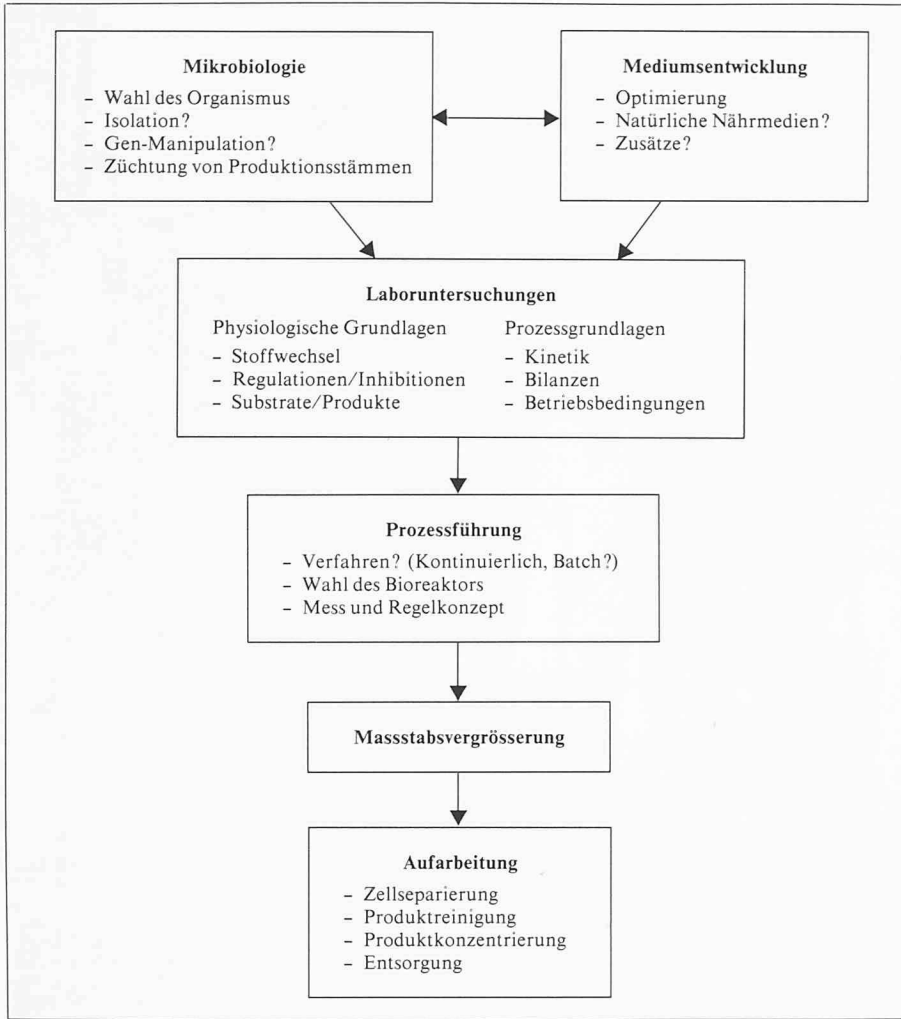 Mikrobiologie
– Wahl des Organismus
– Isolation?
– Gen-Manipulation?
– Züchtung von Produktionsstämmen
Mediumsentwicklung
– Optimierung
– Natürliche Nährmedien?
– Zusätze?
Laboruntersuchungen
Physiologische Grundlagen
– Stoffwechsel
– Regulationen/Inhibitionen
– Substrate/Produkte
Prozessgrundlagen
– Kinetik
– Bilanzen
– Betriebsbedingungen
Prozessführung
– Verfahren? (Kontinuierlich, Batch?)
– Wahl des Bioreaktors
– Mess und Regelkonzept
Massstabsvergrösserung
Aufarbeitung
– Zellseparierung
– Produktreinigung
– Produktkonzentrierung
– Entsorgung